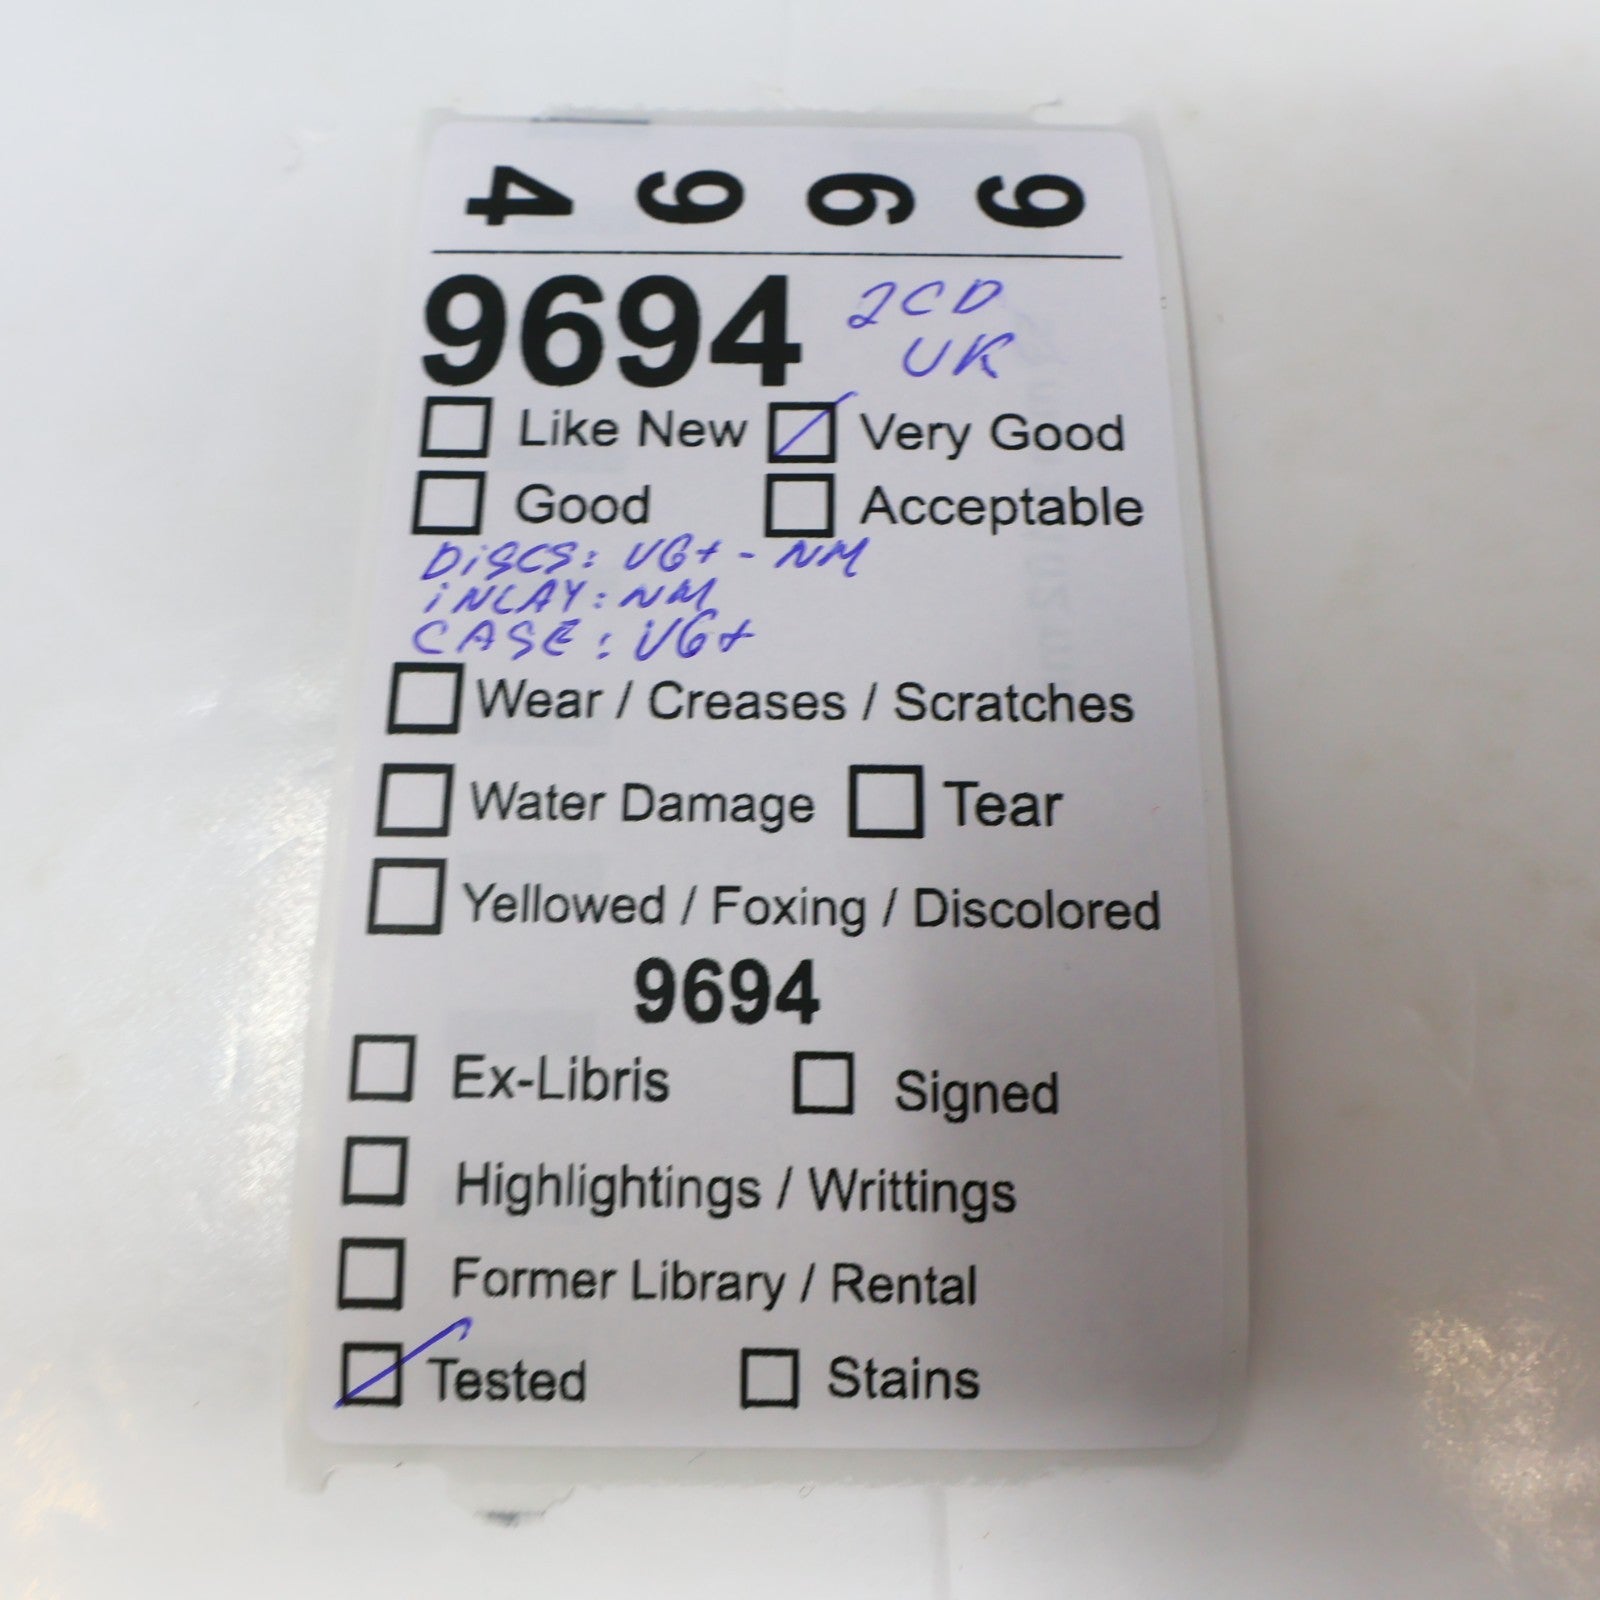 9 6 9 4
9694 2CD
UK
Like New Very Good
Good Acceptable
DiSCS: VG+ - NM
iNLAY: NM
CASE: VG+
Wear / Creases / Scratches
Water Damage Tear
Yellowed / Foxing / Discolored
9694
Ex-Libris Signed
Highlightings / Writtings
Former Library / Rental
Tested Stains